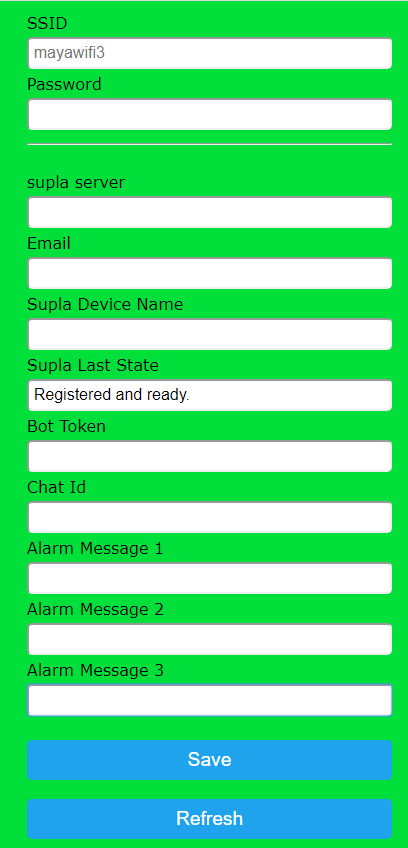 SSID
mayawifi3
Password
supla server
Email
Supla Device Name
Supla Last State
Registered and ready.
Bot Token
Chat Id
Alarm Message 1
Alarm Message 2
Alarm Message 3
Save
Refresh